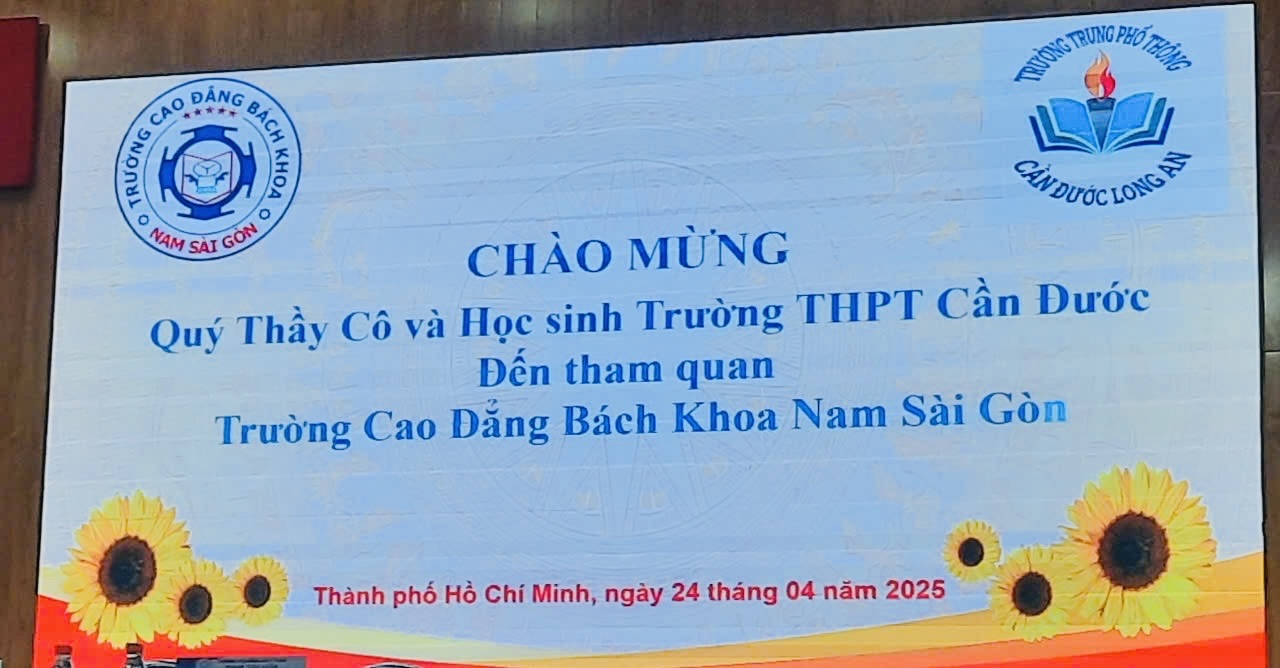 TRƯỜNG CAO ĐẲNG BÁCH KHOA
NAM SÀI GÒN
TRƯỜNG TRUNG PHỔ THÔNG
CẦN ĐƯỚC LONG AN
CHÀO MỪNG
Quý Thầy Cô và Học sinh Trường THPT Cần Đước
Đến tham quan
Trường Cao Đẳng Bách Khoa Nam Sài Gòn
Thành phố Hồ Chí Minh, ngày 24 tháng 04 năm 2025